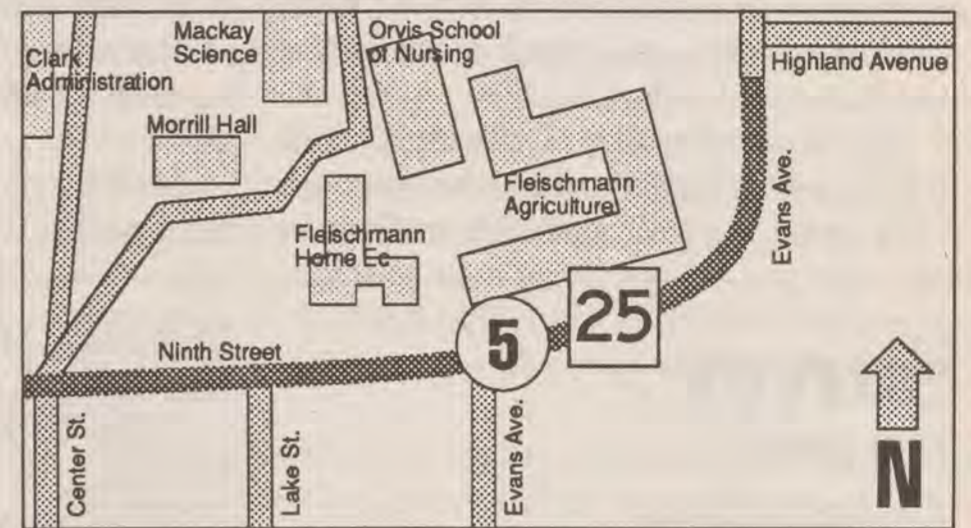 Clark
Administration
Mackay
Science
Orvis School
of Nursing
Highland Avenue
Morrill Hall
Fleischmann
Agriculture
Evans Ave.
Fleischmann
Home Ec
5
25
Ninth Street
Center St.
Lake St.
Evans Ave.
N